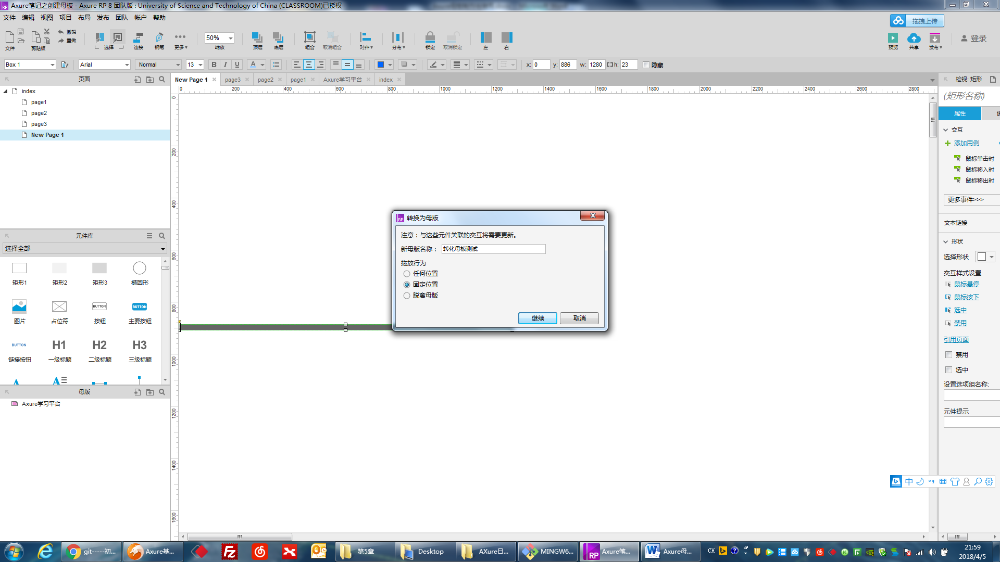 Axure笔记之创建母板 - Axure RP 8 团队版 : University of Science and Technology of China (CLASSROOM)已授权
文件 编辑 视图 项目 布局 发布 团队 帐户 帮助
拖拽上传
撤销
重做
50%
文件 剪贴板 选择 连接 钢笔 更多 缩放 顶层 底层 组合 取消组合 对齐 分布 锁定 取消锁定 左 右 预览 共享 发布 登录
Box 1 Arial Normal 13 B I U A x: 0 y: 886 w: 1280 h: 23 隐藏
页面
index
page1
page2
page3
New Page 1
New Page 1 page3 page2 page1 Axure学习平台 index
0 200 400 600 800 1000 1200 1400 1600 1800 2000 2200 2400 2600 2800
0
200
400
600
800
1000
1200
1400
1600
元件库
选择全部
矩形1 矩形2 矩形3 椭圆形
BUTTON BUTTON
图片 占位符 按钮 主要按钮
BUTTON H1 H2 H3
链接按钮 一级标题 二级标题 三级标题
母版
Axure学习平台
转换为母版
注意：与这些元件关联的交互将需要更新。
新母版名称： 转化母板测试
拖放行为
任何位置
固定位置
脱离母版
继续 取消
检视: 矩形
(矩形名称)
属性
交互
添加用例
鼠标单击时
鼠标移入时
鼠标移出时
更多事件>>>
文本链接
形状
选择形状
交互样式设置
鼠标悬停
鼠标按下
选中
禁用
引用页面
禁用
选中
设置选项组名称:
元件提示
中
git-----初... Axure基... 第5章 Desktop AXure日... MINGW6... Axure笔... Axure母... CH
21:59
2018/4/5